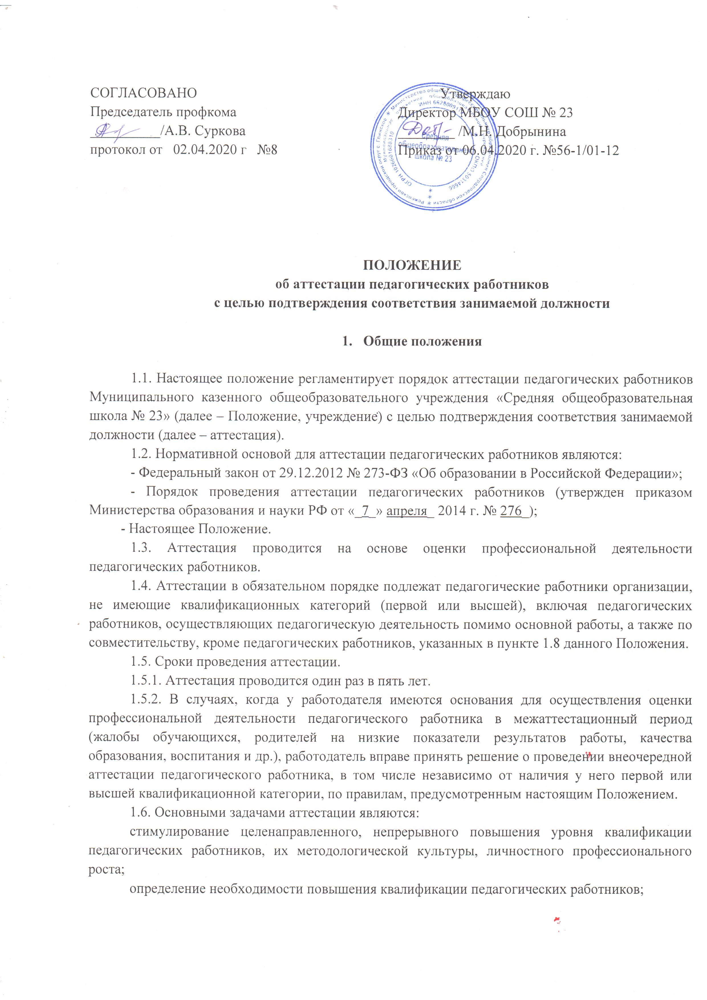 СОГЛАСОВАНО
Председатель профкома
__________/А.В. Суркова
протокол от 02.04.2020 г №8
Утверждаю
Директор МБОУ СОШ № 23
________ /М.Н. Добрынина
Приказ от 06.04.2020 г. №56-1/01-12
Средняя
общеобразовательная
школа № 23
ОГРН 1026601688310
ОКПО 50314666
ПОЛОЖЕНИЕ
об аттестации педагогических работников
с целью подтверждения соответствия занимаемой должности
1. Общие положения
1.1. Настоящее положение регламентирует порядок аттестации педагогических работников
Муниципального казенного общеобразовательного учреждения «Средняя общеобразовательная
школа № 23» (далее – Положение, учреждение) с целью подтверждения соответствия занимаемой
должности (далее – аттестация).
1.2. Нормативной основой для аттестации педагогических работников являются:
- Федеральный закон от 29.12.2012 № 273-ФЗ «Об образовании в Российской Федерации»;
- Порядок проведения аттестации педагогических работников (утвержден приказом
Министерства образования и науки РФ от «_7_» апреля_ 2014 г. № 276_);
- Настоящее Положение.
1.3. Аттестация проводится на основе оценки профессиональной деятельности
педагогических работников.
1.4. Аттестации в обязательном порядке подлежат педагогические работники организации,
не имеющие квалификационных категорий (первой или высшей), включая педагогических
работников, осуществляющих педагогическую деятельность помимо основной работы, а также по
совместительству, кроме педагогических работников, указанных в пункте 1.8 данного Положения.
1.5. Сроки проведения аттестации.
1.5.1. Аттестация проводится один раз в пять лет.
1.5.2. В случаях, когда у работодателя имеются основания для осуществления оценки
профессиональной деятельности педагогического работника в межаттестационный период
(жалобы обучающихся, родителей на низкие показатели результатов работы, качества
образования, воспитания и др.), работодатель вправе принять решение о проведении внеочередной
аттестации педагогического работника, в том числе независимо от наличия у него первой или
высшей квалификационной категории, по правилам, предусмотренным настоящим Положением.
1.6. Основными задачами аттестации являются:
стимулирование целенаправленного, непрерывного повышения уровня квалификации
педагогических работников, их методологической культуры, личностного профессионального
роста;
определение необходимости повышения квалификации педагогических работников;